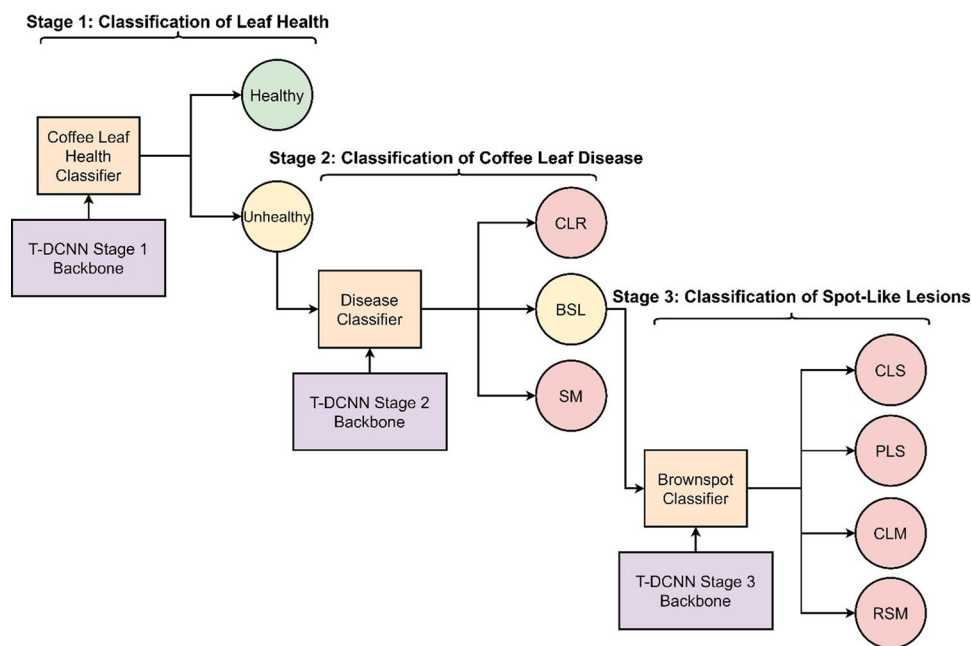 Stage 1: Classification of Leaf Health
Healthy
Coffee Leaf
Health
Classifier
Unhealthy
T-DCNN Stage 1
Backbone
Stage 2: Classification of Coffee Leaf Disease
CLR
Disease
Classifier
BSL
SM
T-DCNN Stage 2
Backbone
Stage 3: Classification of Spot-Like Lesions
CLS
PLS
Brownspot
Classifier
CLM
RSM
T-DCNN Stage 3
Backbone